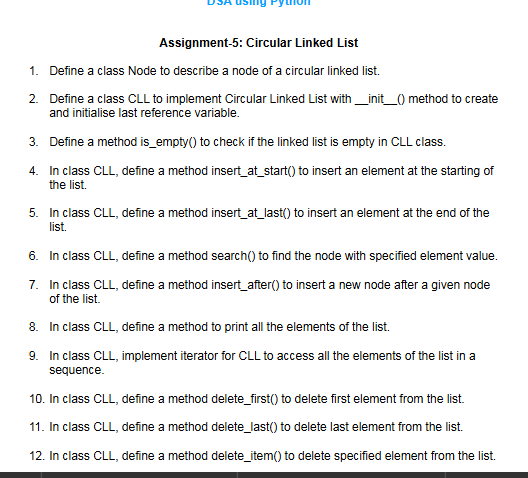 DSA using Python
Assignment-5: Circular Linked List
1. Define a class Node to describe a node of a circular linked list.
2. Define a class CLL to implement Circular Linked List with __init__() method to create
and initialise last reference variable.
3. Define a method is_empty() to check if the linked list is empty in CLL class.
4. In class CLL, define a method insert_at_start() to insert an element at the starting of
the list.
5. In class CLL, define a method insert_at_last() to insert an element at the end of the
list.
6. In class CLL, define a method search() to find the node with specified element value.
7. In class CLL, define a method insert_after() to insert a new node after a given node
of the list.
8. In class CLL, define a method to print all the elements of the list.
9. In class CLL, implement iterator for CLL to access all the elements of the list in a
sequence.
10. In class CLL, define a method delete_first() to delete first element from the list.
11. In class CLL, define a method delete_last() to delete last element from the list.
12. In class CLL, define a method delete_item() to delete specified element from the list.